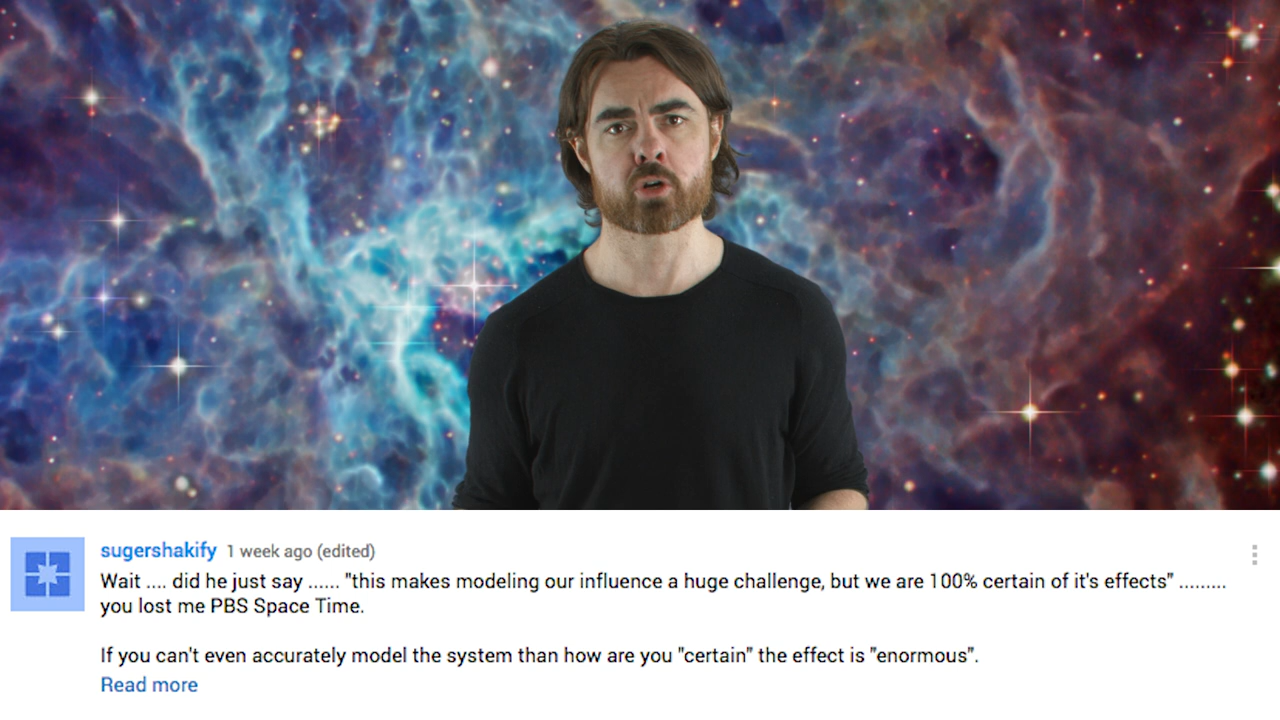 sugershakify 1 week ago (edited)
Wait .... did he just say ...... "this makes modeling our influence a huge challenge, but we are 100% certain of it's effects" .........
you lost me PBS Space Time.
If you can't even accurately model the system than how are you "certain" the effect is "enormous".
Read more